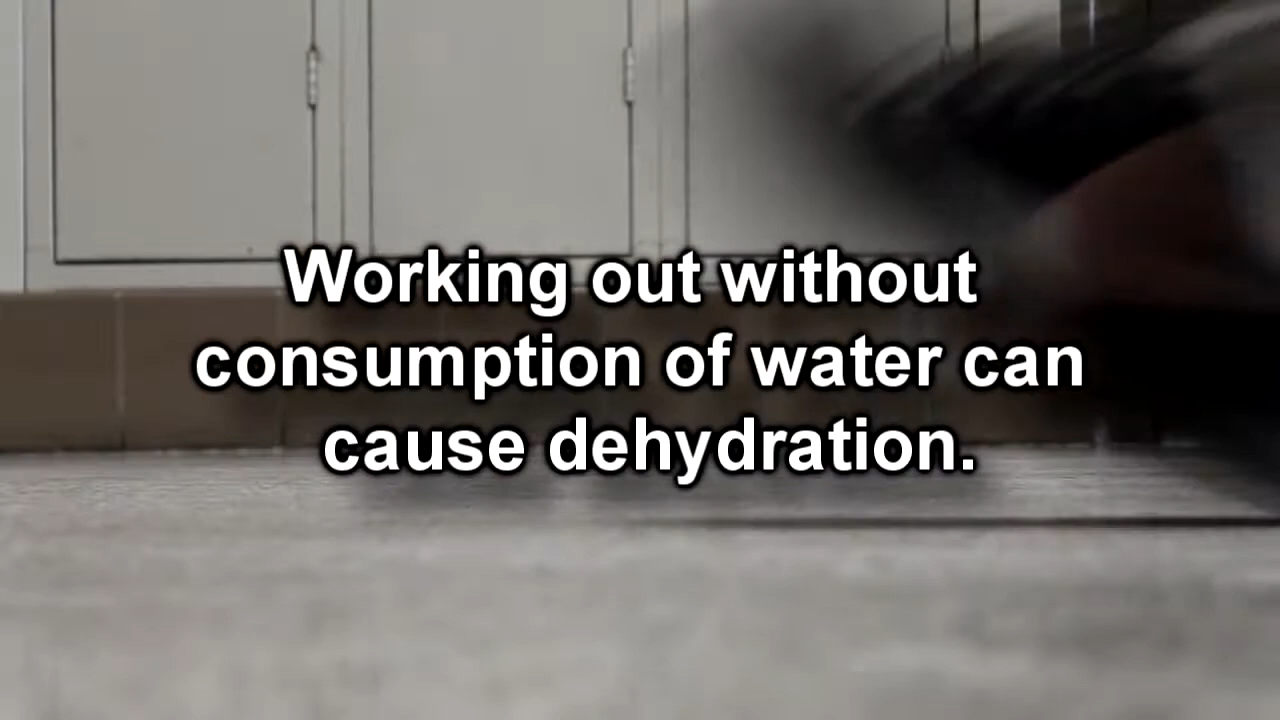 Working out without
consumption of water can
cause dehydration.